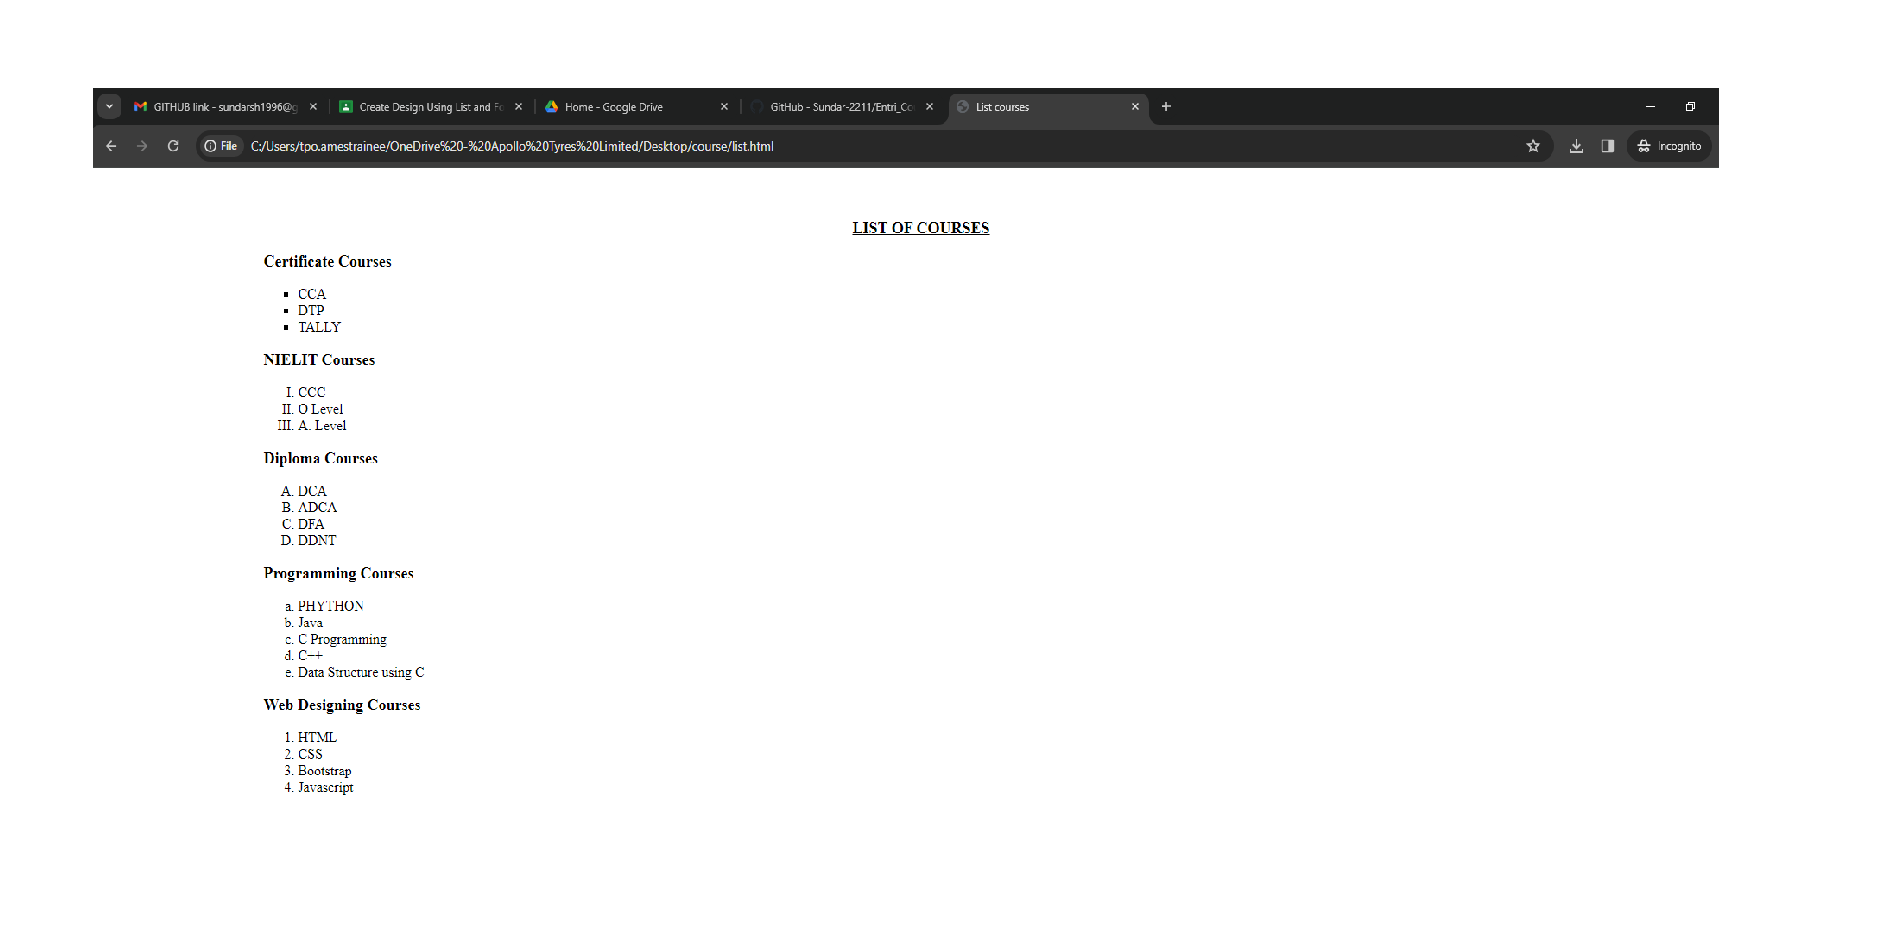 GITHUB link - sundarsh1996@g
Create Design Using List and Fo
Home - Google Drive
GitHub - Sundar-2211/Entri_Co
List courses
File
C:/Users/tpo.amestrainee/OneDrive%20-%20Apollo%20Tyres%20Limited/Desktop/course/list.html
Incognito
LIST OF COURSES
Certificate Courses
▪ CCA
▪ DTP
▪ TALLY
NIELIT Courses
I. CCC
II. O Level
III. A. Level
Diploma Courses
A. DCA
B. ADCA
C. DFA
D. DDNT
Programming Courses
a. PHYTHON
b. Java
c. C Programming
d. C++
e. Data Structure using C
Web Designing Courses
1. HTML
2. CSS
3. Bootstrap
4. Javascript